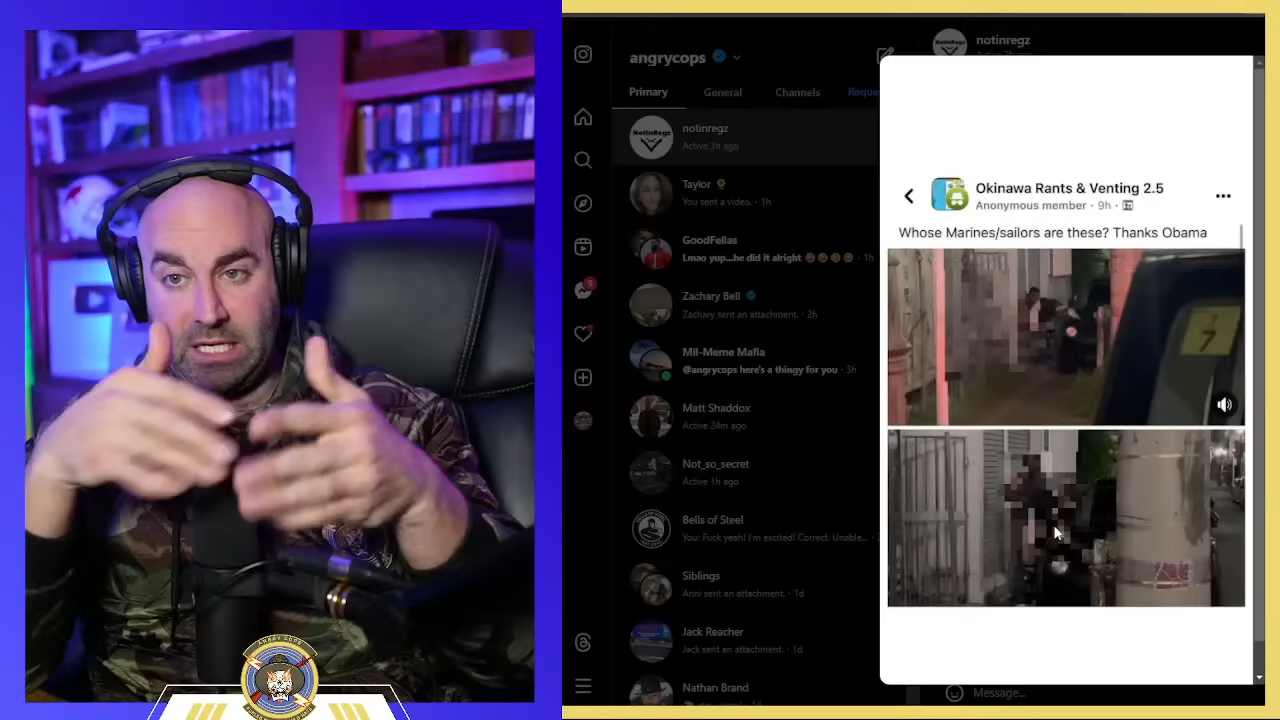 angrycops
Primary
General
Channels
notinregz
Active 3h ago
Taylor
You sent a video. · 1h
GoodFellas
Lmao yup...he did it alright · 1h
Zachary Bell
Zachary sent an attachment. · 2h
Mil-Meme Mafia
@angrycops here's a thingy for you · 3h
Matt Shaddox
Active 24m ago
Not_so_secret
Active 1h ago
Bells of Steel
You: Fuck yeah! I'm excited! Correct. Unable...
Siblings
sent an attachment. · 1d
Jack Reacher
Jack sent an attachment. · 1d
Nathan Brand
notinregz
Okinawa Rants & Venting 2.5
Anonymous member · 9h
Whose Marines/sailors are these? Thanks Obama
7
Message...
NotInRegz
9
ANGRY COPS